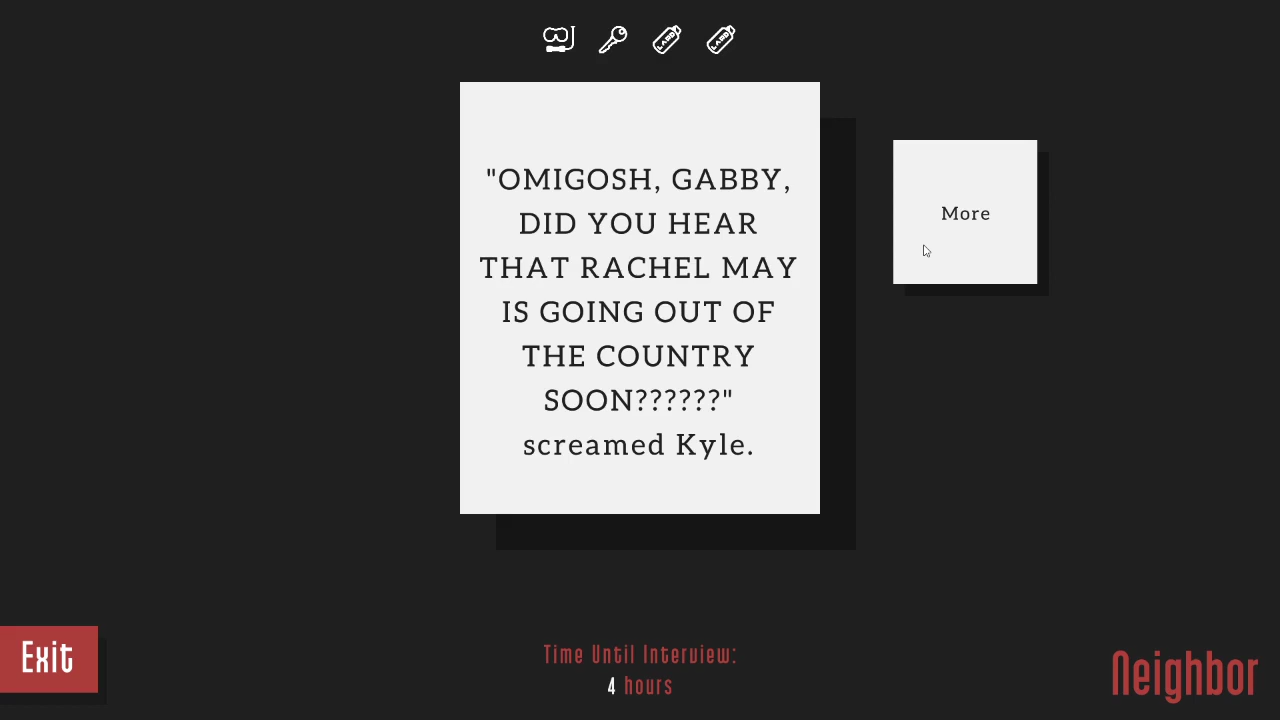 "OMIGOSH, GABBY,
DID YOU HEAR
THAT RACHEL MAY
IS GOING OUT OF
THE COUNTRY
SOON??????"
screamed Kyle.
More
Exit
Time Until Interview:
4 hours
Neighbor